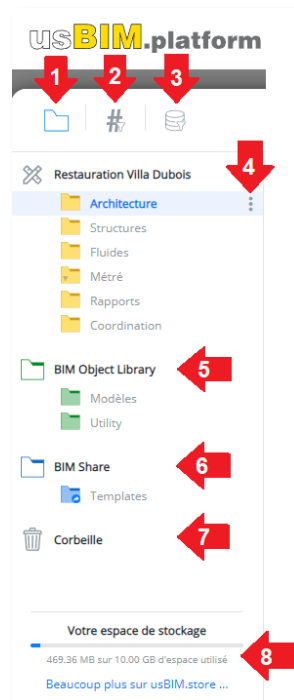 usBIM.platform
1 2 3
#
4
Restauration Villa Dubois
Architecture
Structures
Fluides
Métré
Rapports
Coordination
BIM Object Library 5
Modèles
Utility
BIM Share 6
Templates
Corbeille 7
Votre espace de stockage
469.36 MB sur 10.00 GB d'espace utilisé 8
Beaucoup plus sur usBIM.store ...